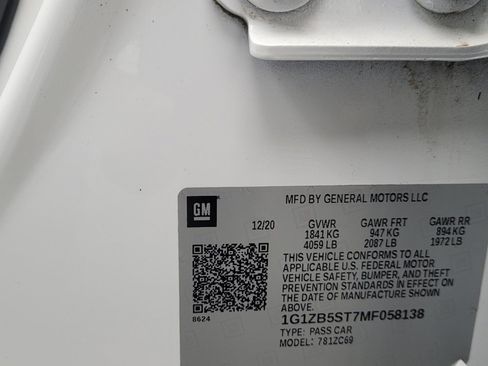 GM
MFD BY GENERAL MOTORS LLC
12/20 GVWR GAWR FRT GAWR RR
1841 KG 947 KG 894 KG
4059 LB 2087 LB 1972 LB
THIS VEHICLE CONFORMS TO ALL
APPLICABLE U.S. FEDERAL MOTOR
VEHICLE SAFETY, BUMPER, AND THEFT
PREVENTION STANDARDS IN EFFECT ON
THE DATE OF MANUFACTURE SHOWN
ABOVE.
8624
1G1ZB5ST7MF058138
TYPE: PASS CAR
MODEL: 781ZC69